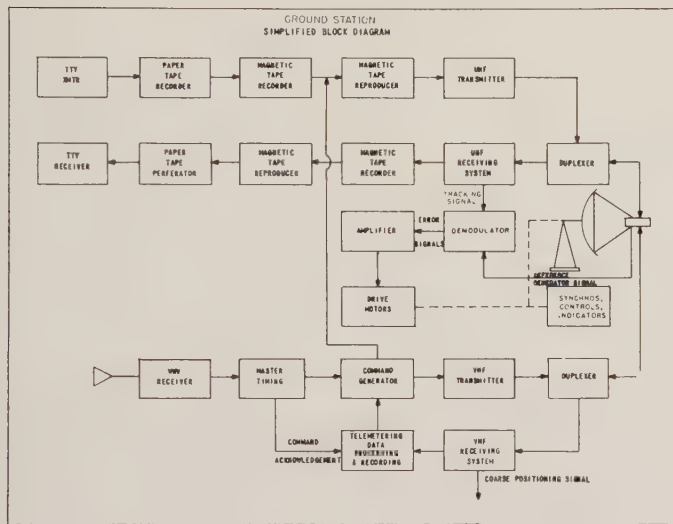 GROUND STATION
SIMPLIFIED BLOCK DIAGRAM
TTY
XMTR
PAPER
TAPE
RECORDER
MAGNETIC
TAPE
RECORDER
MAGNETIC
TAPE
REPRODUCER
UHF
TRANSMITTER
TTY
RECEIVER
PAPER
TAPE
PERFERATOR
MAGNETIC
TAPE
REPRODUCER
MAGNETIC
TAPE
RECORDER
UHF
RECEIVING
SYSTEM
DUPLEXER
TRACKING
SIGNAL
AMPLIFIER
ERROR
SIGNALS
DEMODULATOR
REFERENCE
GENERATOR SIGNAL
DRIVE
MOTORS
SYNCHROS,
CONTROLS,
INDICATORS
WWV
RECEIVER
MASTER
TIMING
COMMAND
GENERATOR
VHF
TRANSMITTER
DUPLEXER
COMMAND
ACKNOWLEDGEMENT
TELEMETERING
DATA
PROCESSING
& RECORDING
VHF
RECEIVING
SYSTEM
COARSE POSITIONING SIGNAL